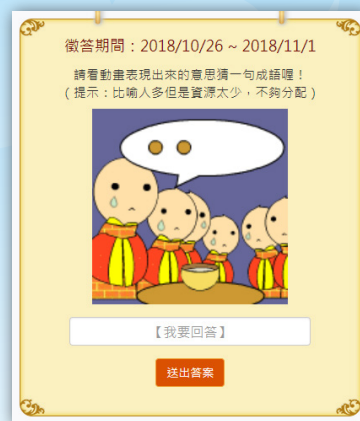 徵答期間：2018/10/26 ~ 2018/11/1
請看動畫表現出來的意思猜一句成語喔！
（提示：比喻人多但是資源太少，不夠分配）
【我要回答】
送出答案